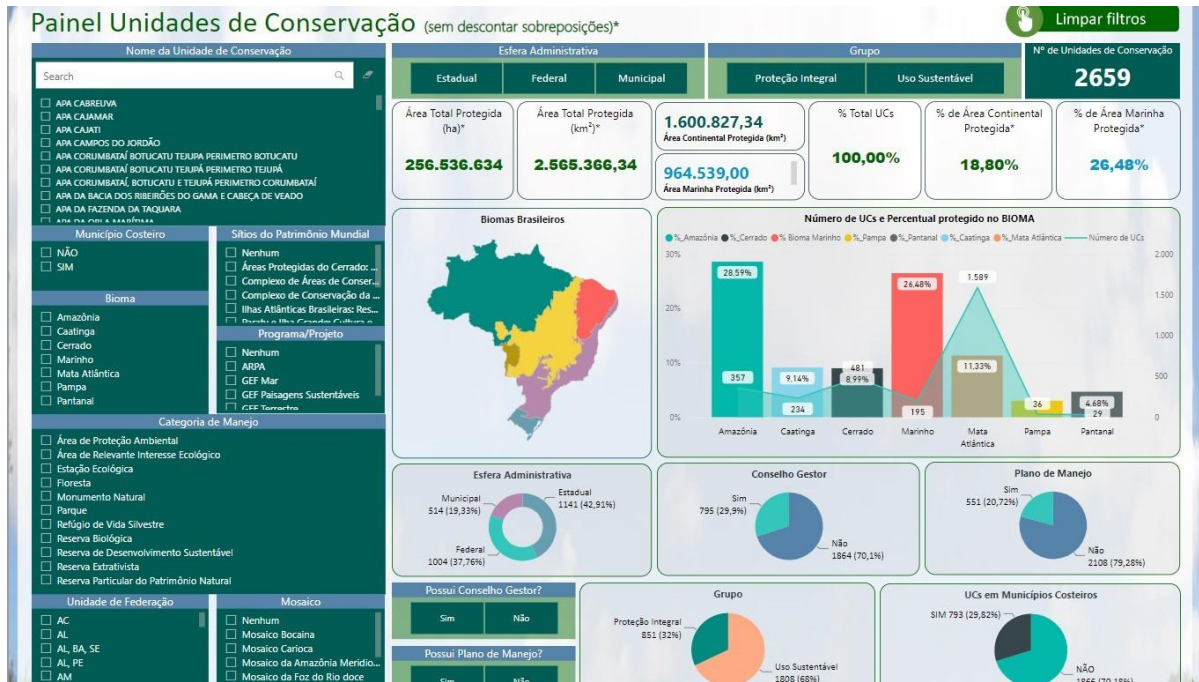 Painel Unidades de Conservação (sem descontar sobreposições)*
Limpar filtros
Nome da Unidade de Conservação
Search
APA CABREUVA
APA CAJAMAR
APA CAJATI
APA CAMPOS DO JORDÃO
APA CORUMBATAÍ BOTUCATU TEJUPA PERIMETRO BOTUCATU
APA CORUMBATAÍ BOTUCATU TEJUPÁ PERIMETRO TEJUPÁ
APA CORUMBATAÍ, BOTUCATU E TEJUPÁ PERIMETRO CORUMBATAÍ
APA DA BACIA DOS RIBEIRÕES DO GAMA E CABEÇA DE VEADO
APA DA FAZENDA DA TAQUARA
APA DA ORLA MARÍTIMA
Esfera Administrativa
Estadual
Federal
Municipal
Grupo
Proteção Integral
Uso Sustentável
Nº de Unidades de Conservação
2659
Área Total Protegida
(ha)*
256.536.634
Área Total Protegida
(km²)*
2.565.366,34
1.600.827,34
Área Continental Protegida (km²)
964.539,00
Área Marinha Protegida (km²)
% Total UCs
100,00%
% de Área Continental
Protegida*
18,80%
% de Área Marinha
Protegida*
26,48%
Município Costeiro
NÃO
SIM
Sítios do Patrimônio Mundial
Nenhum
Áreas Protegidas do Cerrado: ...
Complexo de Áreas de Conser...
Complexo de Conservação da ...
Ilhas Atlânticas Brasileiras: Res...
Paraty e Ilha Grande: Cultura e
Bioma
Amazônia
Caatinga
Cerrado
Marinho
Mata Atlântica
Pampa
Pantanal
Programa/Projeto
Nenhum
ARPA
GEF Mar
GEF Paisagens Sustentáveis
GEF Terrestre
Biomas Brasileiros
Número de UCs e Percentual protegido no BIOMA
%_Amazônia %_Cerrado % Bioma Marinho %_Pampa %_Pantanal %_Caatinga %_Mata Atlântica Número de UCs
30%
20%
10%
0%
2.000
1.500
1.000
500
0
28,59%
357
9,14%
234
481
8,99%
26,48%
195
1.589
11,33%
36
4,68%
29
Amazônia
Caatinga
Cerrado
Marinho
Mata
Atlântica
Pampa
Pantanal
Categoria de Manejo
Área de Proteção Ambiental
Área de Relevante Interesse Ecológico
Estação Ecológica
Floresta
Monumento Natural
Parque
Refúgio de Vida Silvestre
Reserva Biológica
Reserva de Desenvolvimento Sustentável
Reserva Extrativista
Reserva Particular do Patrimônio Natural
Esfera Administrativa
Municipal
514 (19,33%)
Estadual
1141 (42,91%)
Federal
1004 (37,76%)
Conselho Gestor
Sim
795 (29,9%)
Não
1864 (70,1%)
Plano de Manejo
Sim
551 (20,72%)
Não
2108 (79,28%)
Unidade de Federação
AC
AL
AL, BA, SE
AL, PE
AM
Mosaico
Nenhum
Mosaico Bocaina
Mosaico Carioca
Mosaico da Amazônia Meridio...
Mosaico da Foz do Rio doce
Possui Conselho Gestor?
Sim
Não
Possui Plano de Manejo?
Sim
Não
Grupo
Proteção Integral
851 (32%)
Uso Sustentável
1808 (68%)
UCs em Municípios Costeiros
SIM 793 (29,82%)
NÃO
1866 (70,18%)